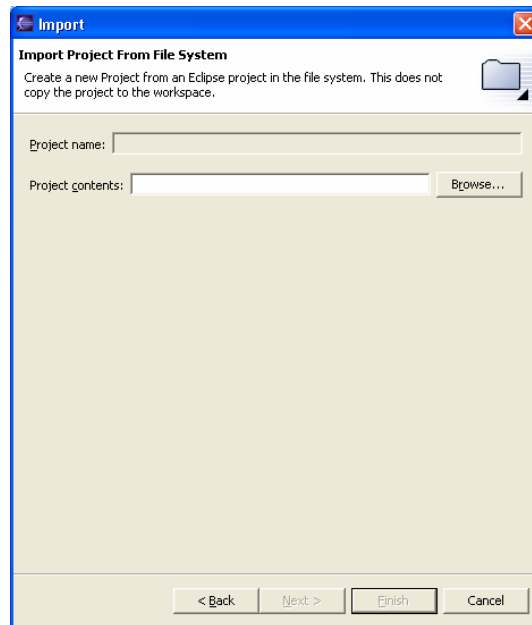 Import
Import Project From File System
Create a new Project from an Eclipse project in the file system. This does not
copy the project to the workspace.
Project name:
Project contents:
Browse...
< Back
Next >
Finish
Cancel